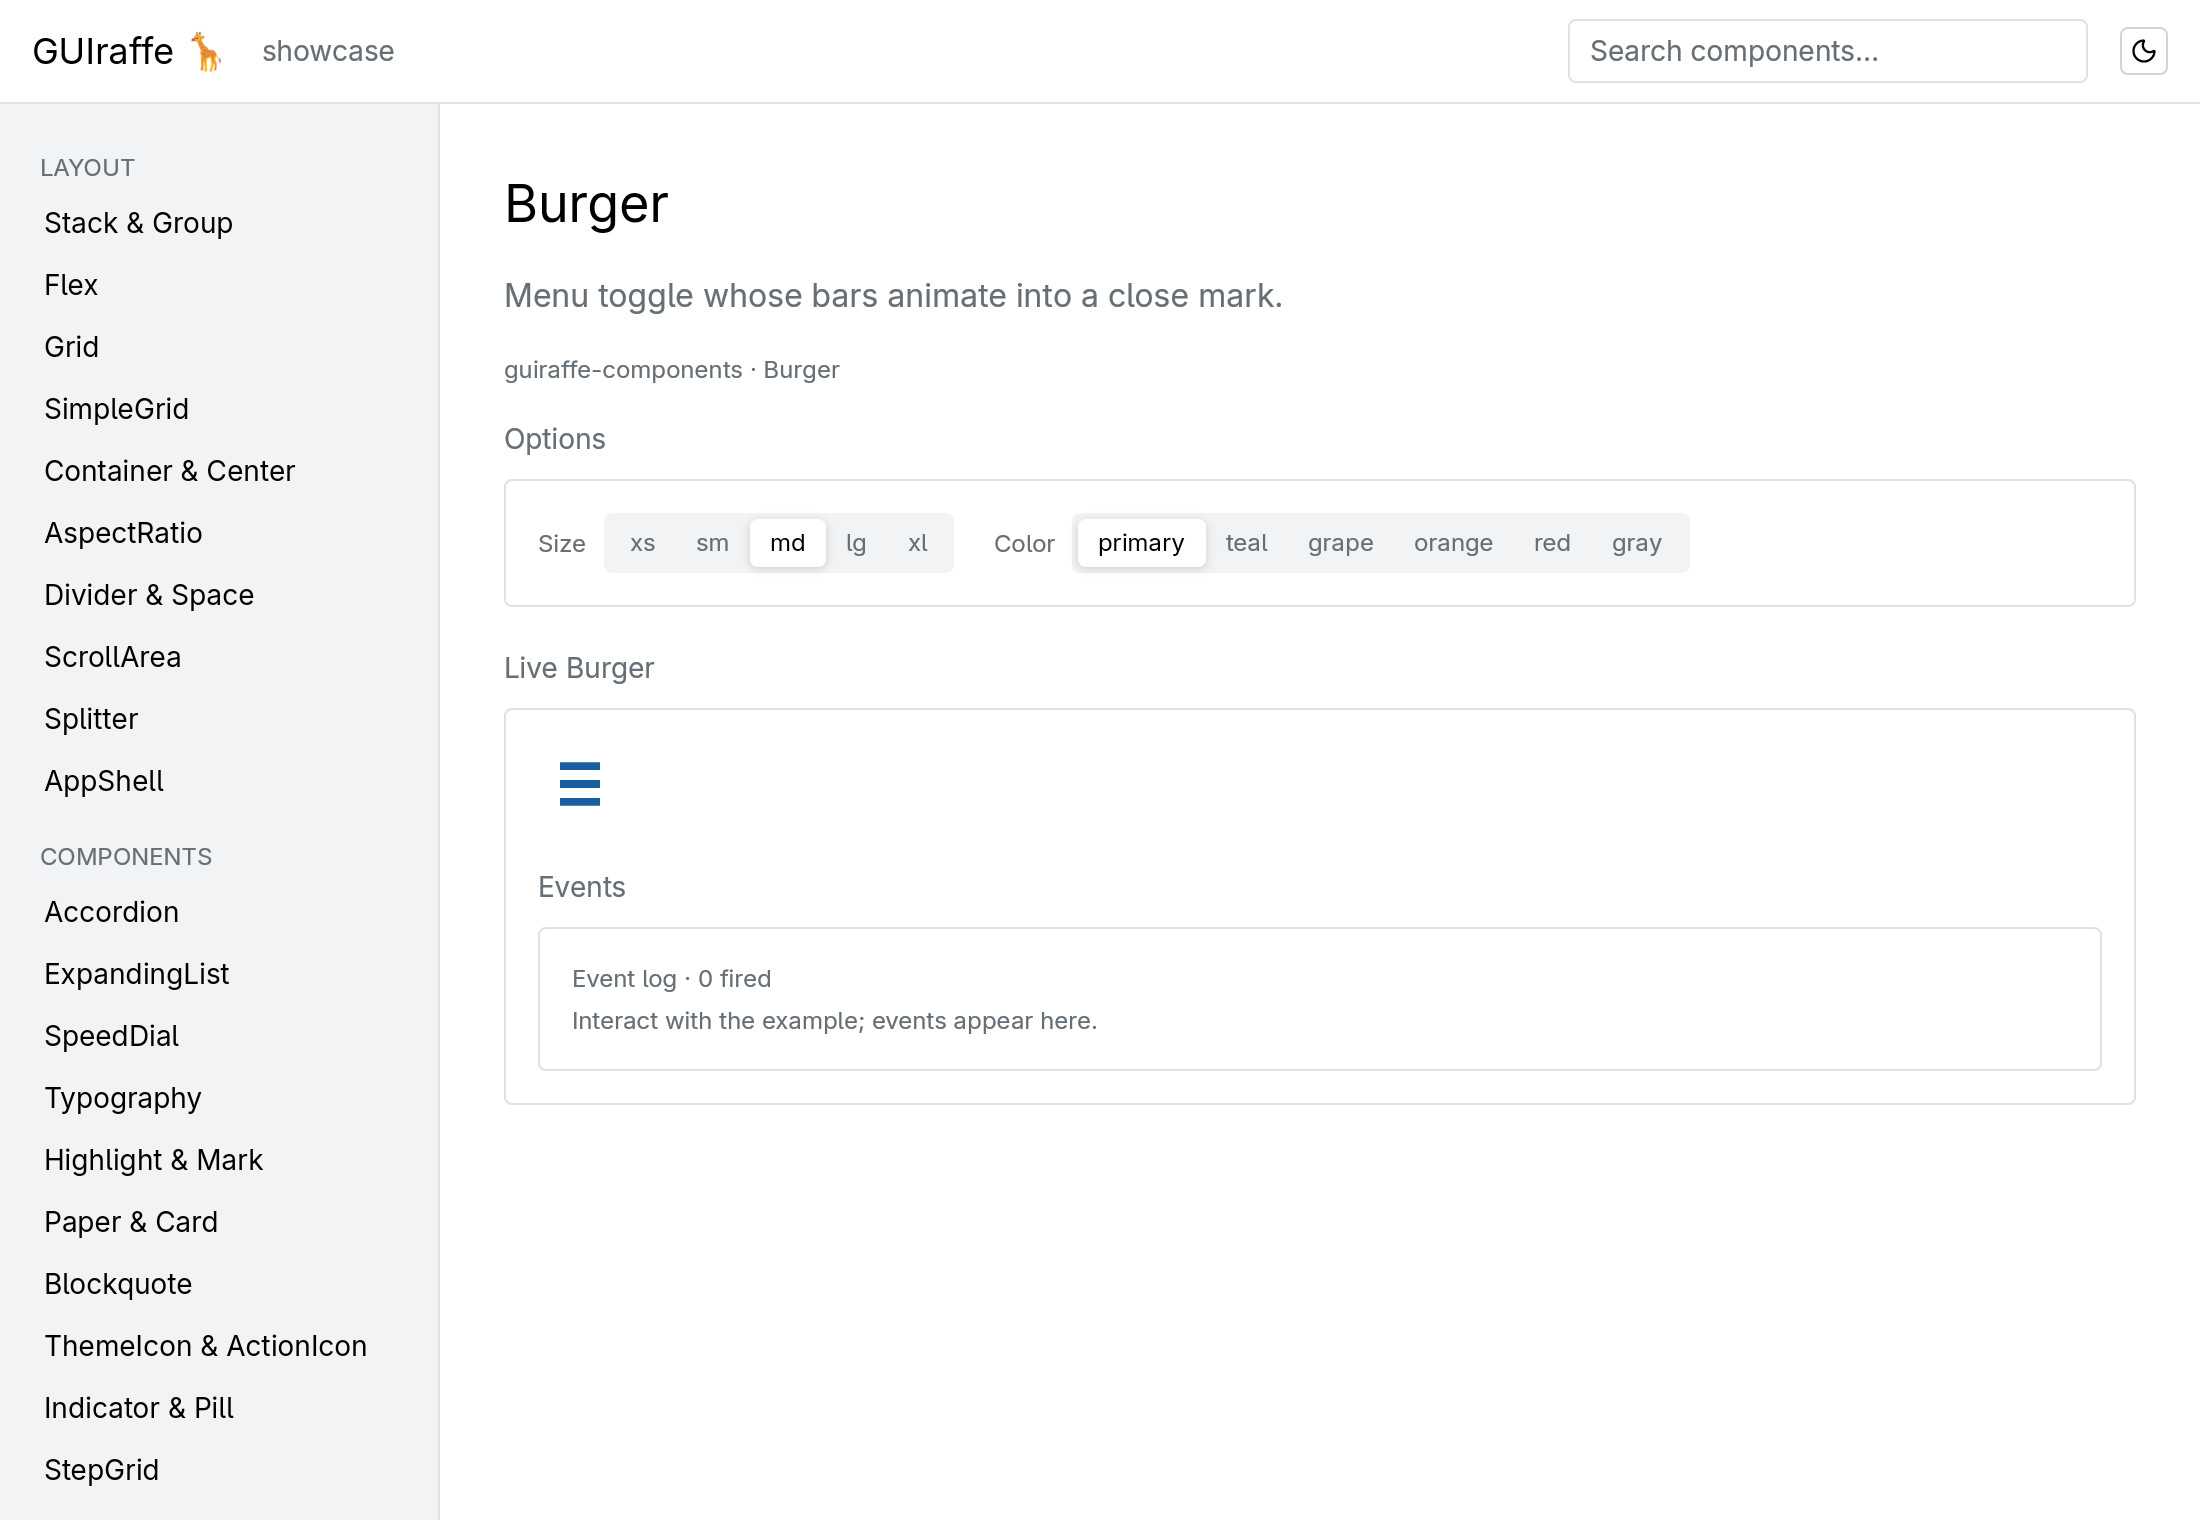 GUIraffe 🦒 showcase Search components...
LAYOUT
Stack & Group
Flex
Grid
SimpleGrid
Container & Center
AspectRatio
Divider & Space
ScrollArea
Splitter
AppShell
COMPONENTS
Accordion
ExpandingList
SpeedDial
Typography
Highlight & Mark
Paper & Card
Blockquote
ThemeIcon & ActionIcon
Indicator & Pill
StepGrid
Burger
Menu toggle whose bars animate into a close mark.
guiraffe-components · Burger
Options
Size xs sm md lg xl Color primary teal grape orange red gray
Live Burger
Events
Event log · 0 fired
Interact with the example; events appear here.